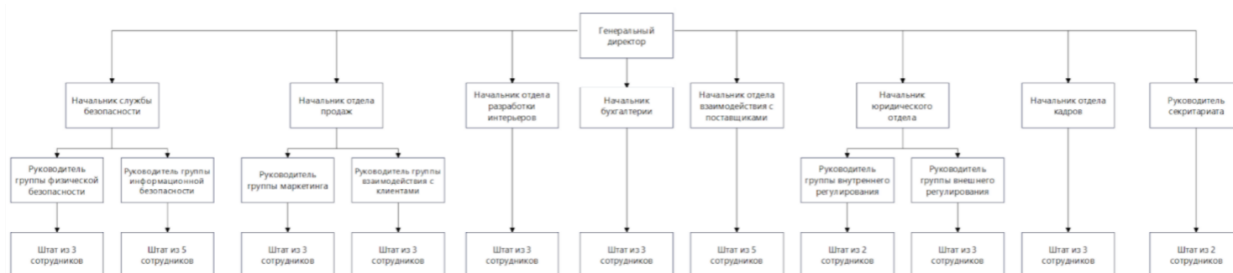 Генеральный
директор
Начальник службы
безопасности
Начальник отдела
продаж
Начальник отдела
разработки
интерьеров
Начальник
бухгалтерии
Начальник отдела
взаимодействия с
поставщиками
Начальник
юридического
отдела
Начальник отдела
кадров
Руководитель
секритариата
Руководитель
группы физической
безопасности
Руководитель группы
информационной
безопасности
Руководитель
группы маркетинга
Руководитель группы
взаимодействия с
клиентами
Руководитель
группы внутреннего
регулирования
Руководитель
группы внешнего
регулирования
Штат из 3
сотрудников
Штат из 5
сотрудников
Штат из 3
сотрудников
Штат из 3
сотрудников
Штат из 3
сотрудников
Штат из 3
сотрудников
Штат из 5
сотрудников
Штат из 2
сотрудников
Штат из 3
сотрудников
Штат из 3
сотрудников
Штат из 2
сотрудников